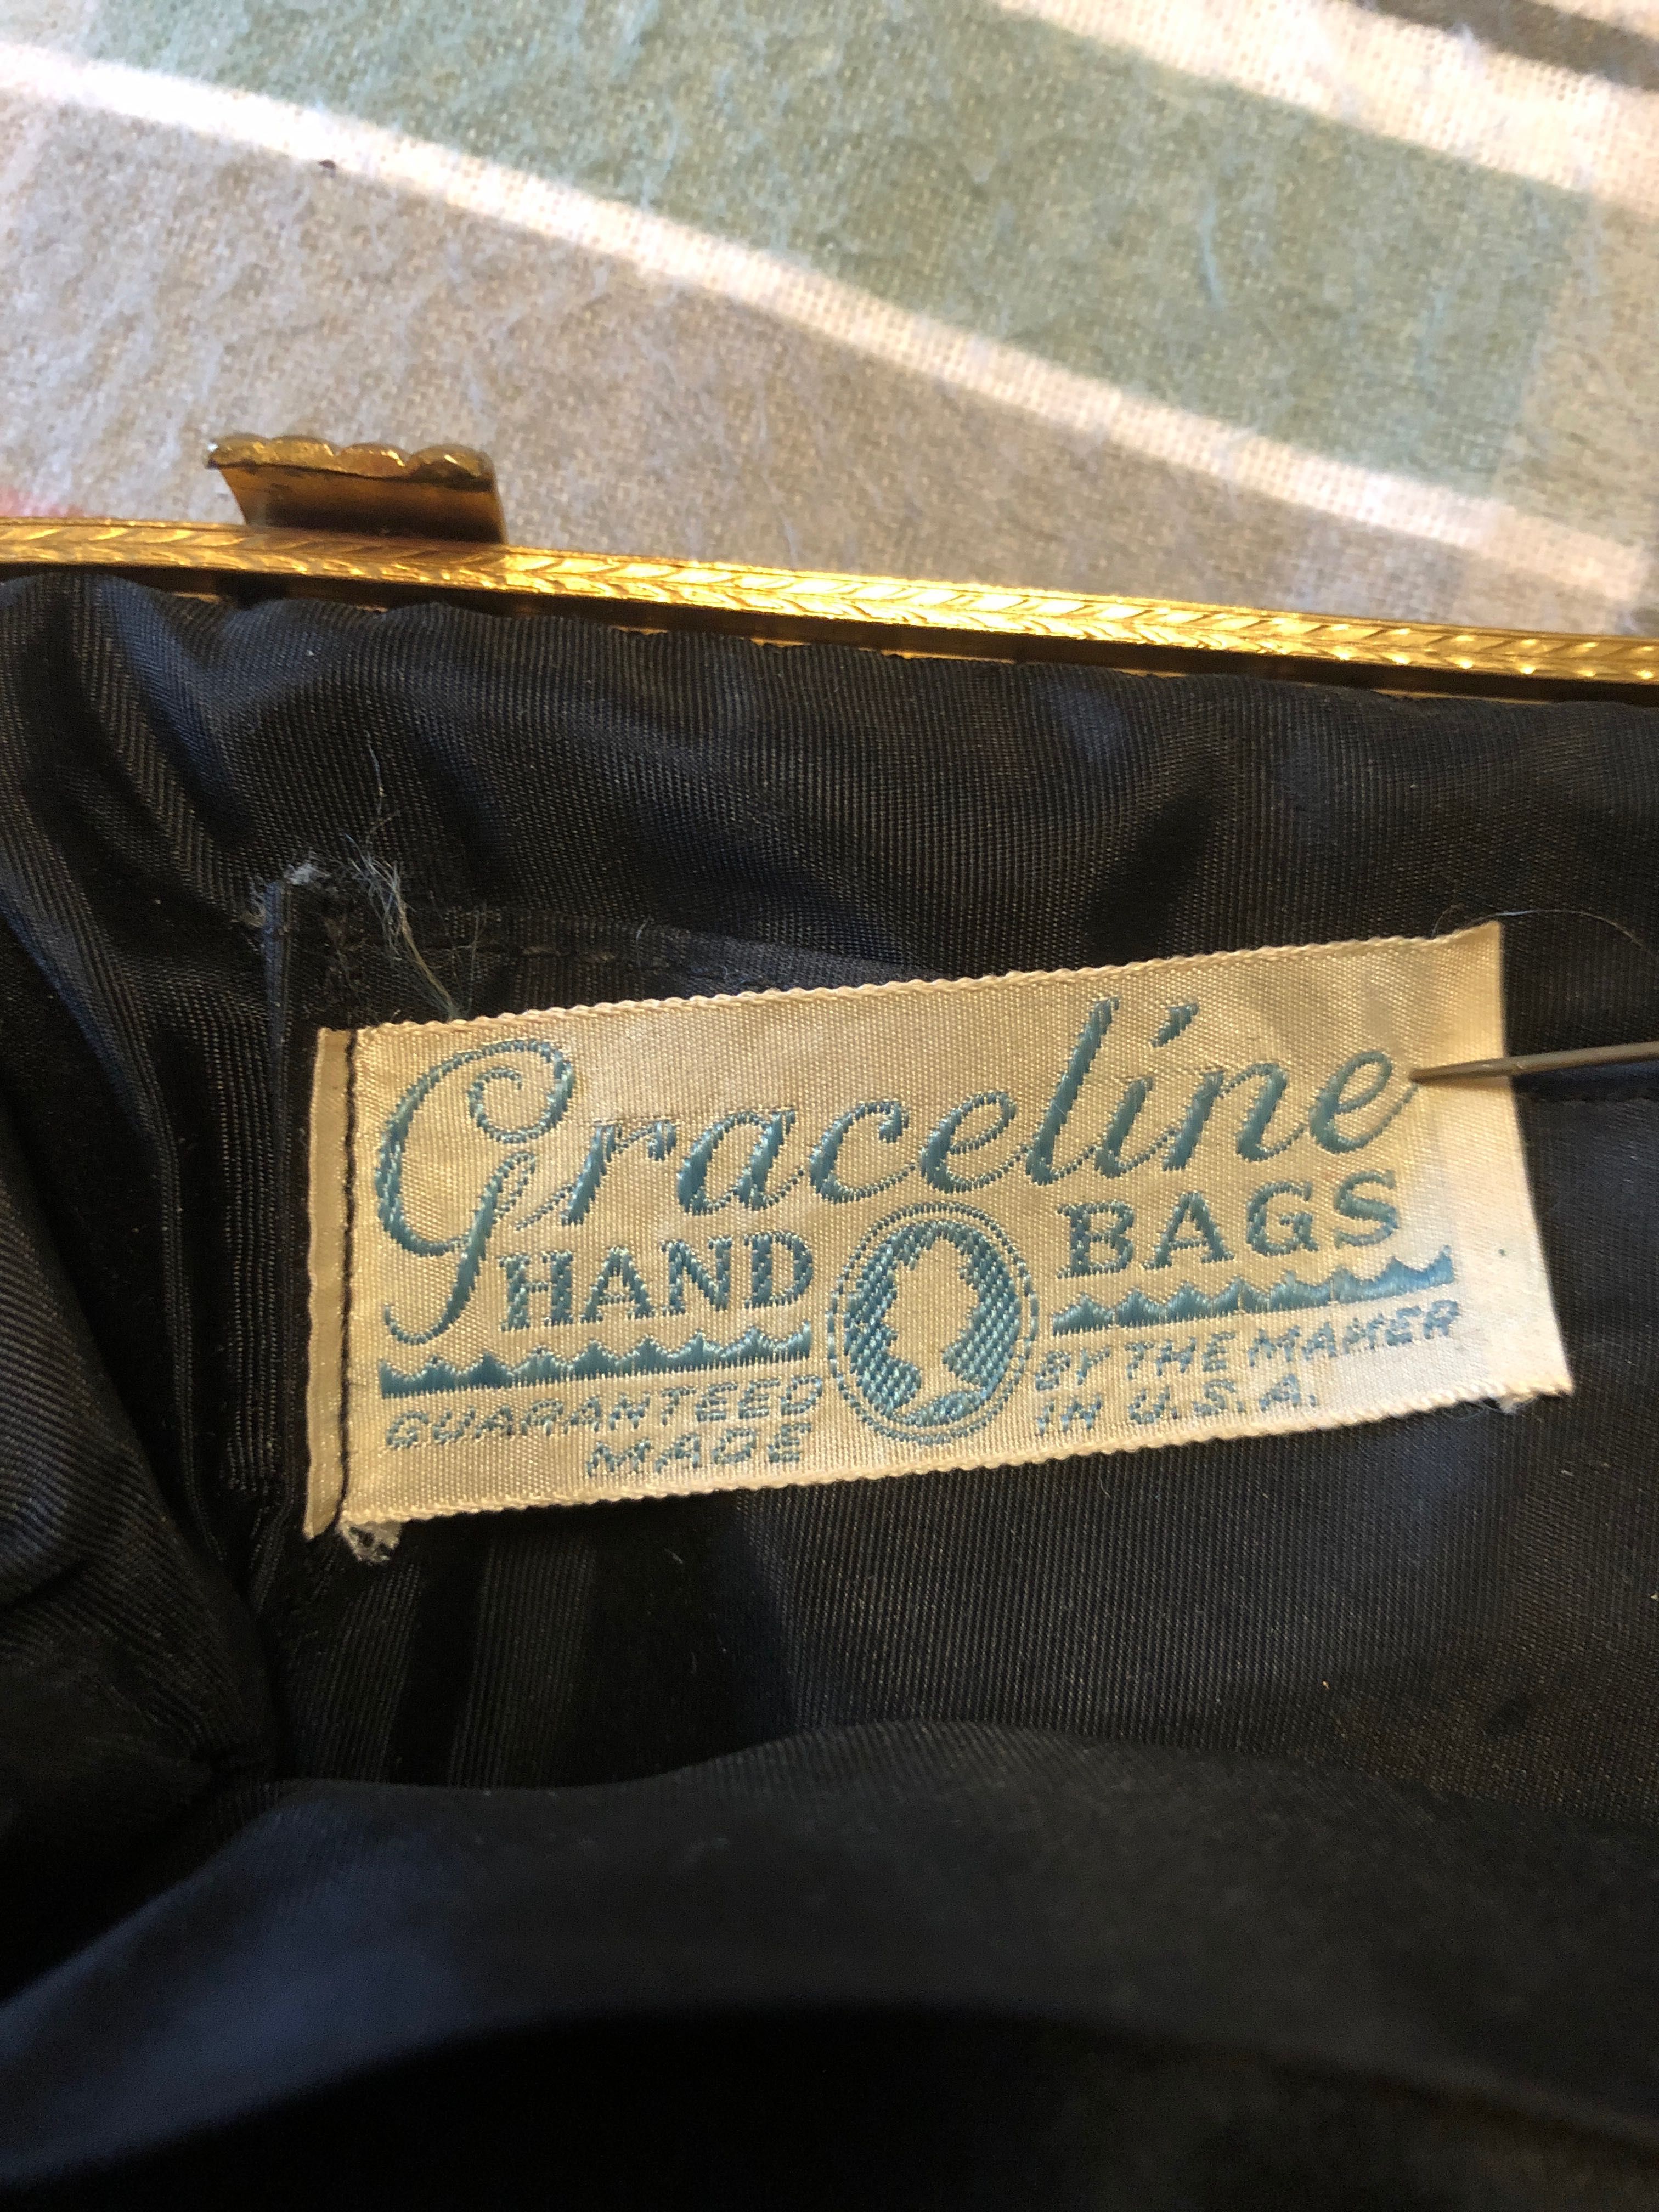 Graceline
HAND BAGS
GUARANTEED BY THE MAKER
MADE IN U.S.A.